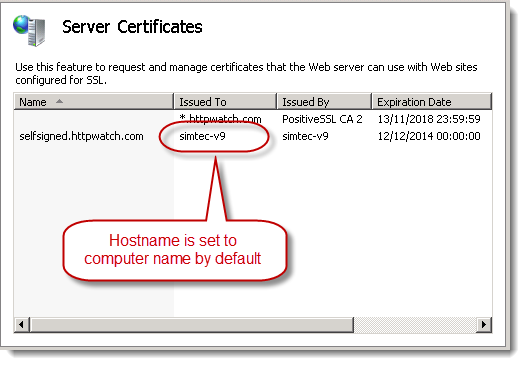 Server Certificates
Use this feature to request and manage certificates that the Web server can use with Web sites
configured for SSL.
Name Issued To Issued By Expiration Date
*.httpwatch.com PositiveSSL CA 2 13/11/2018 23:59:59
selfsigned.httpwatch.com simtec-v9 simtec-v9 12/12/2014 00:00:00
Hostname is set to
computer name by default